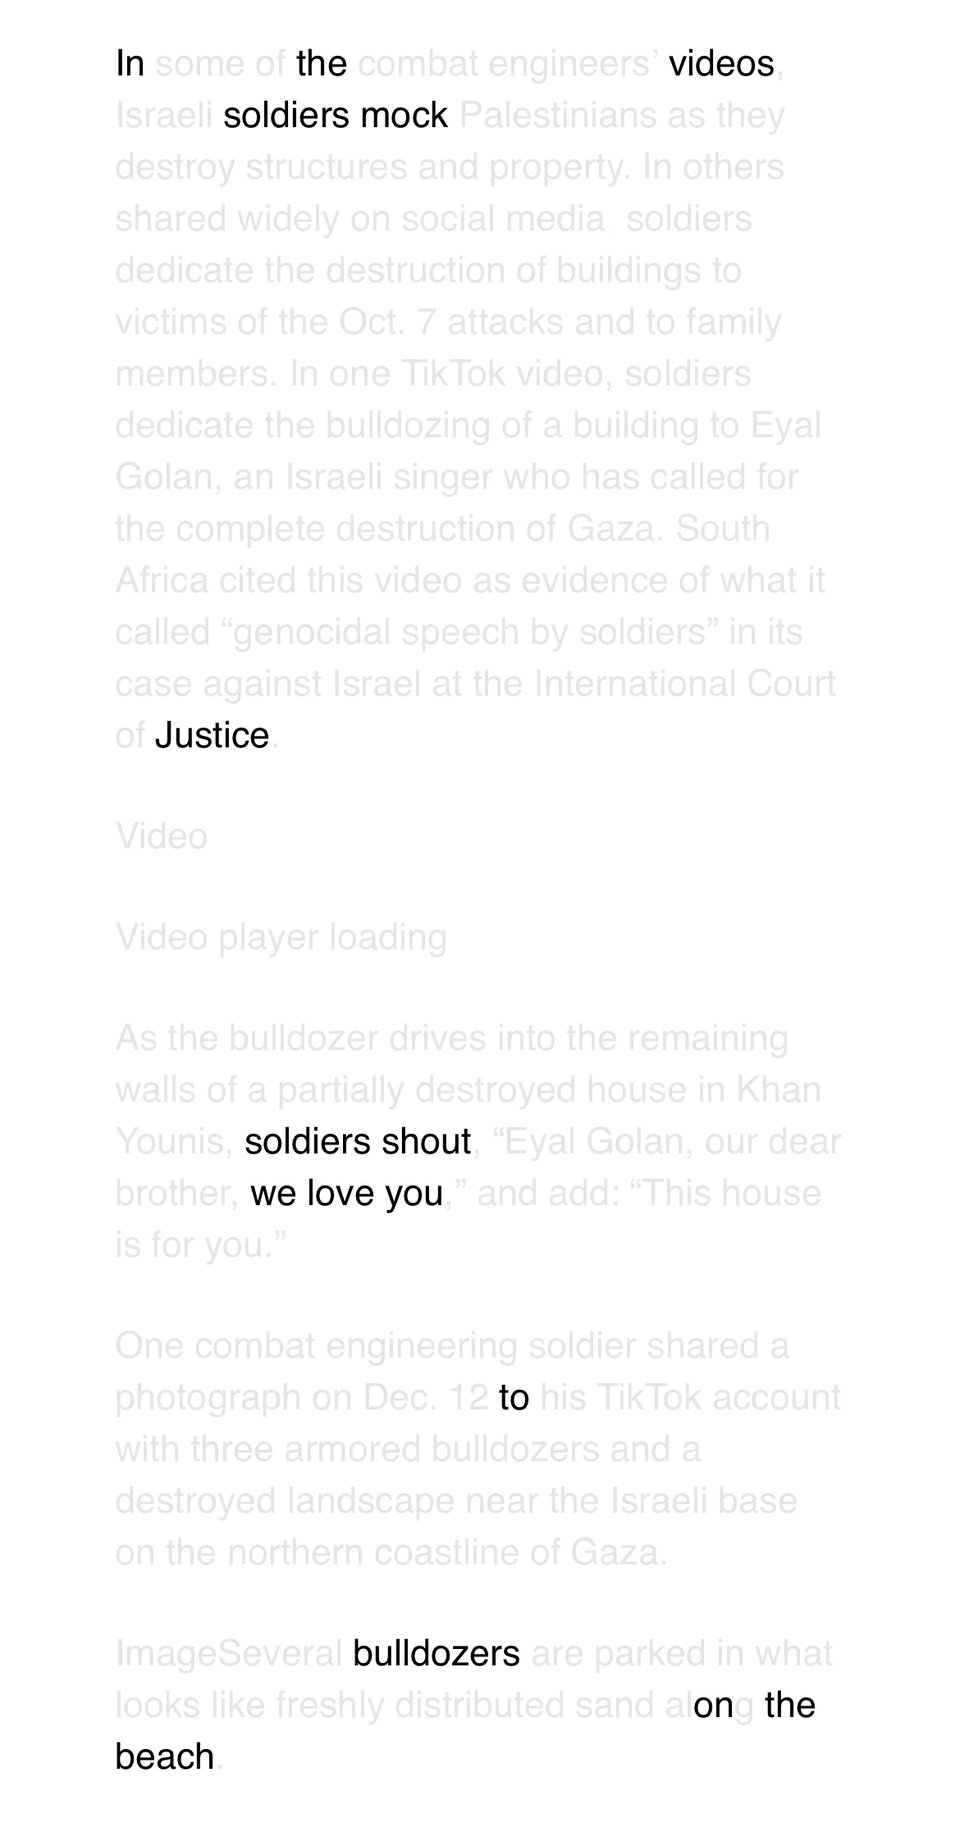 In some of the combat engineers’ videos,
Israeli soldiers mock Palestinians as they
destroy structures and property. In others
shared widely on social media  soldiers
dedicate the destruction of buildings to
victims of the Oct. 7 attacks and to family
members. In one TikTok video, soldiers
dedicate the bulldozing of a building to Eyal
Golan, an Israeli singer who has called for
the complete destruction of Gaza. South
Africa cited this video as evidence of what it
called “genocidal speech by soldiers” in its
case against Israel at the International Court
of Justice.
Video
Video player loading
As the bulldozer drives into the remaining
walls of a partially destroyed house in Khan
Younis, soldiers shout, “Eyal Golan, our dear
brother, we love you,” and add: “This house
is for you.”
One combat engineering soldier shared a
photograph on Dec. 12 to his TikTok account
with three armored bulldozers and a
destroyed landscape near the Israeli base
on the northern coastline of Gaza.
ImageSeveral bulldozers are parked in what
looks like freshly distributed sand along the
beach.